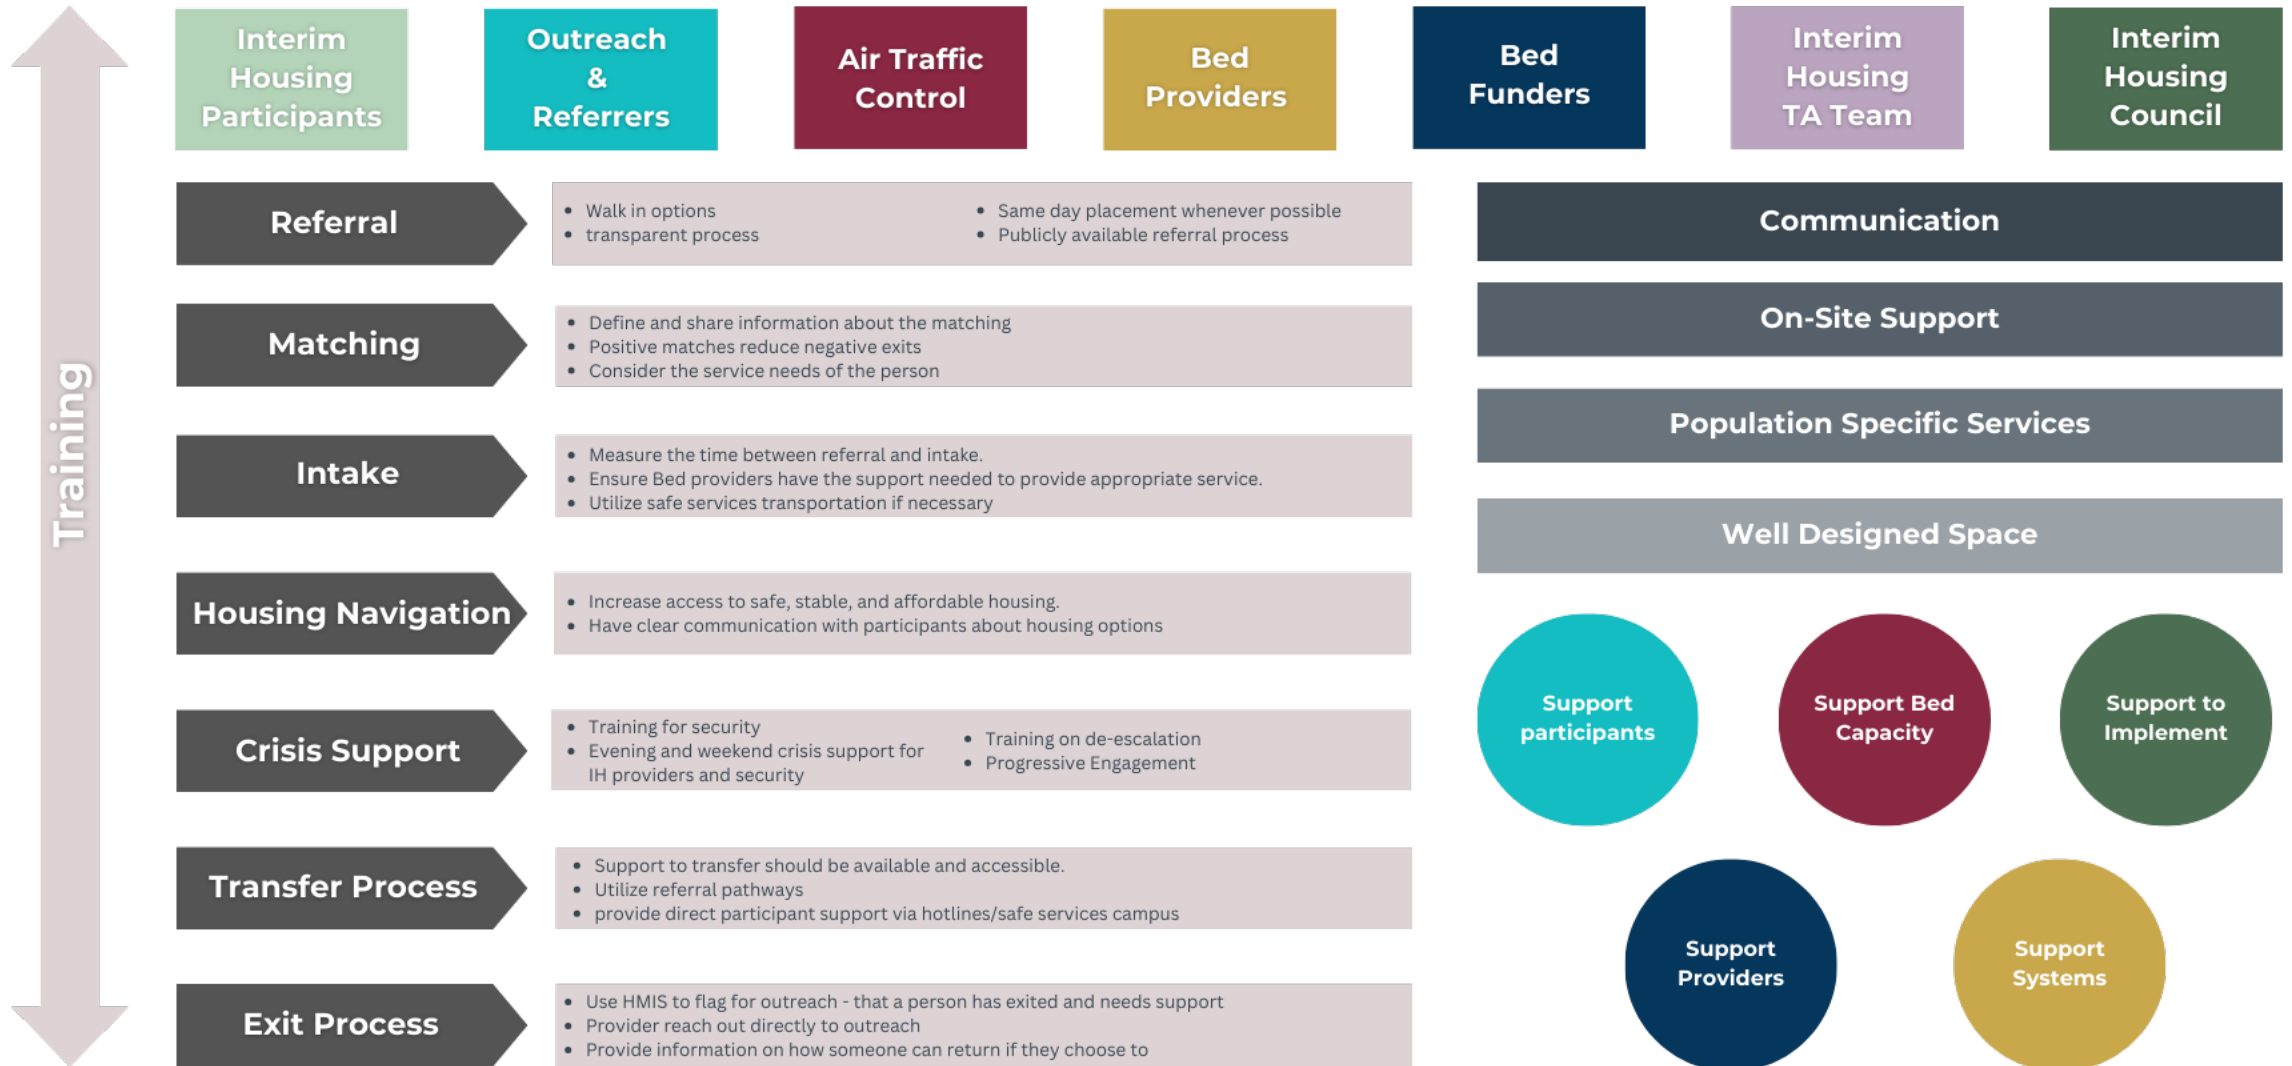 Interim
Housing
Participants
Outreach
&
Referrers
Air Traffic
Control
Bed
Providers
Bed
Funders
Interim
Housing
TA Team
Interim
Housing
Council
Training
Referral
• Walk in options
• transparent process
• Same day placement whenever possible
• Publicly available referral process
Matching
• Define and share information about the matching
• Positive matches reduce negative exits
• Consider the service needs of the person
Intake
• Measure the time between referral and intake.
• Ensure Bed providers have the support needed to provide appropriate service.
• Utilize safe services transportation if necessary
Housing Navigation
• Increase access to safe, stable, and affordable housing.
• Have clear communication with participants about housing options
Crisis Support
• Training for security
• Evening and weekend crisis support for
IH providers and security
• Training on de-escalation
• Progressive Engagement
Transfer Process
• Support to transfer should be available and accessible.
• Utilize referral pathways
• provide direct participant support via hotlines/safe services campus
Exit Process
• Use HMIS to flag for outreach - that a person has exited and needs support
• Provider reach out directly to outreach
• Provide information on how someone can return if they choose to
Communication
On-Site Support
Population Specific Services
Well Designed Space
Support
participants
Support Bed
Capacity
Support to
Implement
Support
Providers
Support
Systems